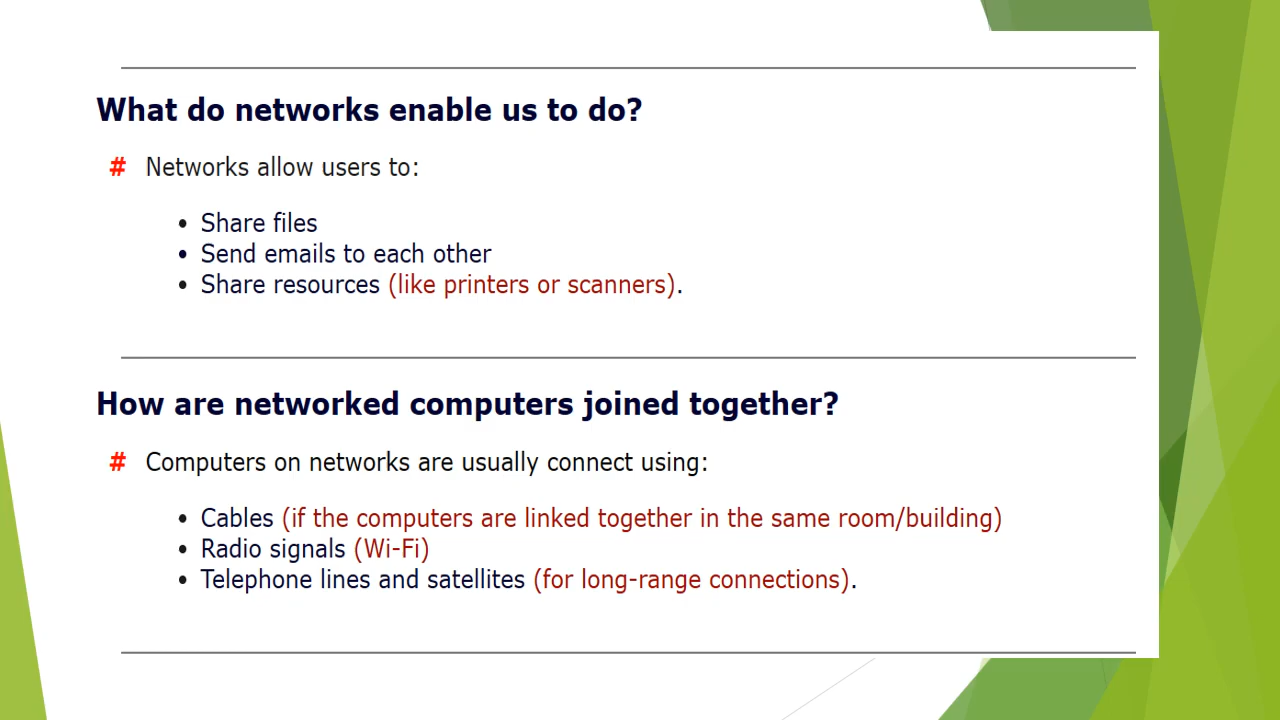 What do networks enable us to do?
# Networks allow users to:
• Share files
• Send emails to each other
• Share resources (like printers or scanners).
How are networked computers joined together?
# Computers on networks are usually connect using:
• Cables (if the computers are linked together in the same room/building)
• Radio signals (Wi-Fi)
• Telephone lines and satellites (for long-range connections).